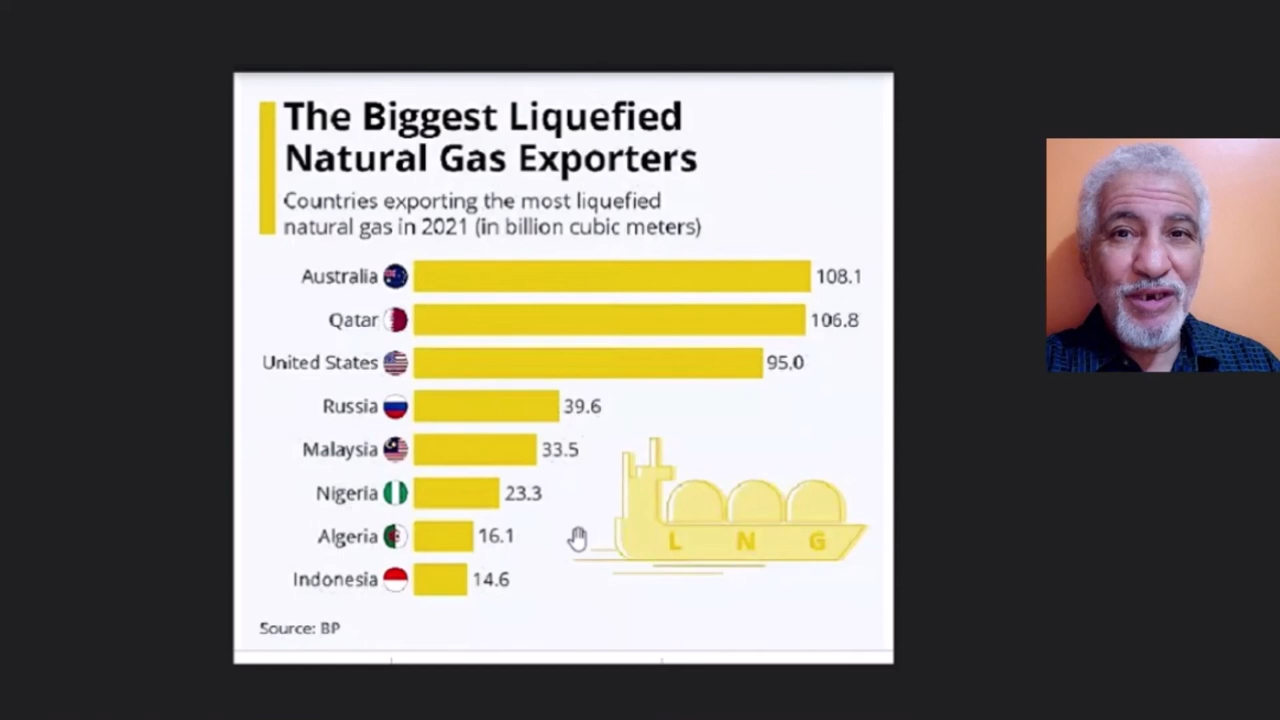 The Biggest Liquefied
Natural Gas Exporters
Countries exporting the most liquefied
natural gas in 2021 (in billion cubic meters)
Australia 108.1
Qatar 106.8
United States 95.0
Russia 39.6
Malaysia 33.5
Nigeria 23.3
Algeria 16.1
L N G
Indonesia 14.6
Source: BP